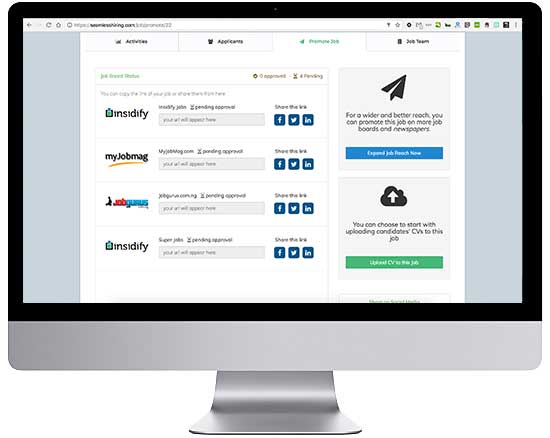 seamlesshiring.com/job/promote/22
Activities
Applicants
Promote Job
Job Team
Job Board Status
0 approved - 4 Pending
You can copy the link of your job or share them from here
insidify
Insidify Jobs pending approval
your url will appear here
Share this link
myJobMag
MyJobMag.com pending approval
your url will appear here
Share this link
jobgurus
Jobgurus.com.ng pending approval
your url will appear here
Share this link
insidify
Super Jobs pending approval
your url will appear here
Share this link
For a wider and better reach, you
can promote this job on more job
boards and newspapers
Expand Job Reach Now
You can choose to start with
uploading candidates' CVs to this
job
Upload CV to this Job
Share on Social Media